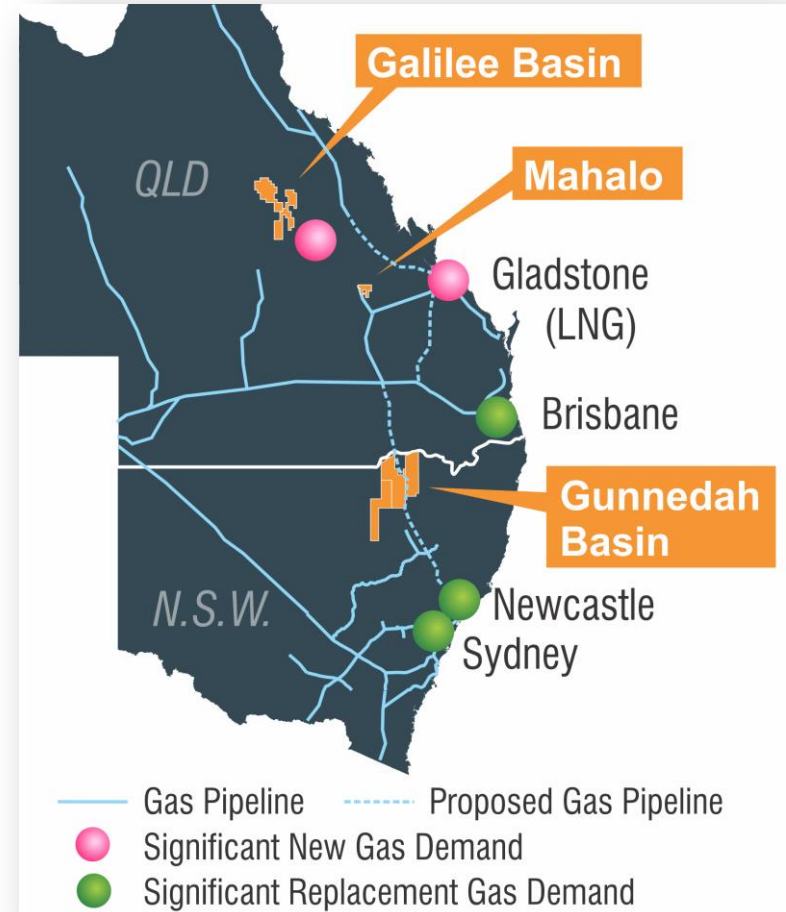 Galilee Basin
QLD
Mahalo
Gladstone
(LNG)
Brisbane
Gunnedah
Basin
N.S.W.
Newcastle
Sydney
Gas Pipeline
Proposed Gas Pipeline
Significant New Gas Demand
Significant Replacement Gas Demand